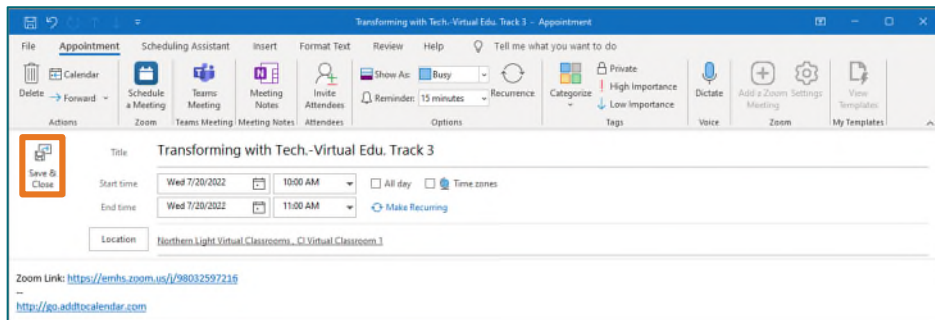 Transforming with Tech.-Virtual Edu. Track 3 - Appointment
File Appointment Scheduling Assistant Insert Format Text Review Help Tell me what you want to do
Delete
Calendar
Forward
Actions
Schedule a Meeting
Zoom
Teams Meeting
Teams Meeting
Meeting Notes
Meeting Notes
Invite Attendees
Attendees
Show As: Busy
Reminder: 15 minutes
Recurrence
Options
Categorize
Private
High Importance
Low Importance
Tags
Dictate
Voice
Add a Zoom Meeting
Settings
Zoom
View Templates
My Templates
Save & Close
Title Transforming with Tech.-Virtual Edu. Track 3
Start time Wed 7/20/2022 10:00 AM All day Time zones
End time Wed 7/20/2022 11:00 AM Make Recurring
Location Northern Light Virtual Classrooms , CI Virtual Classroom 1
Zoom Link: https://emhs.zoom.us/j/98032597216
--
http://go.addtocalendar.com